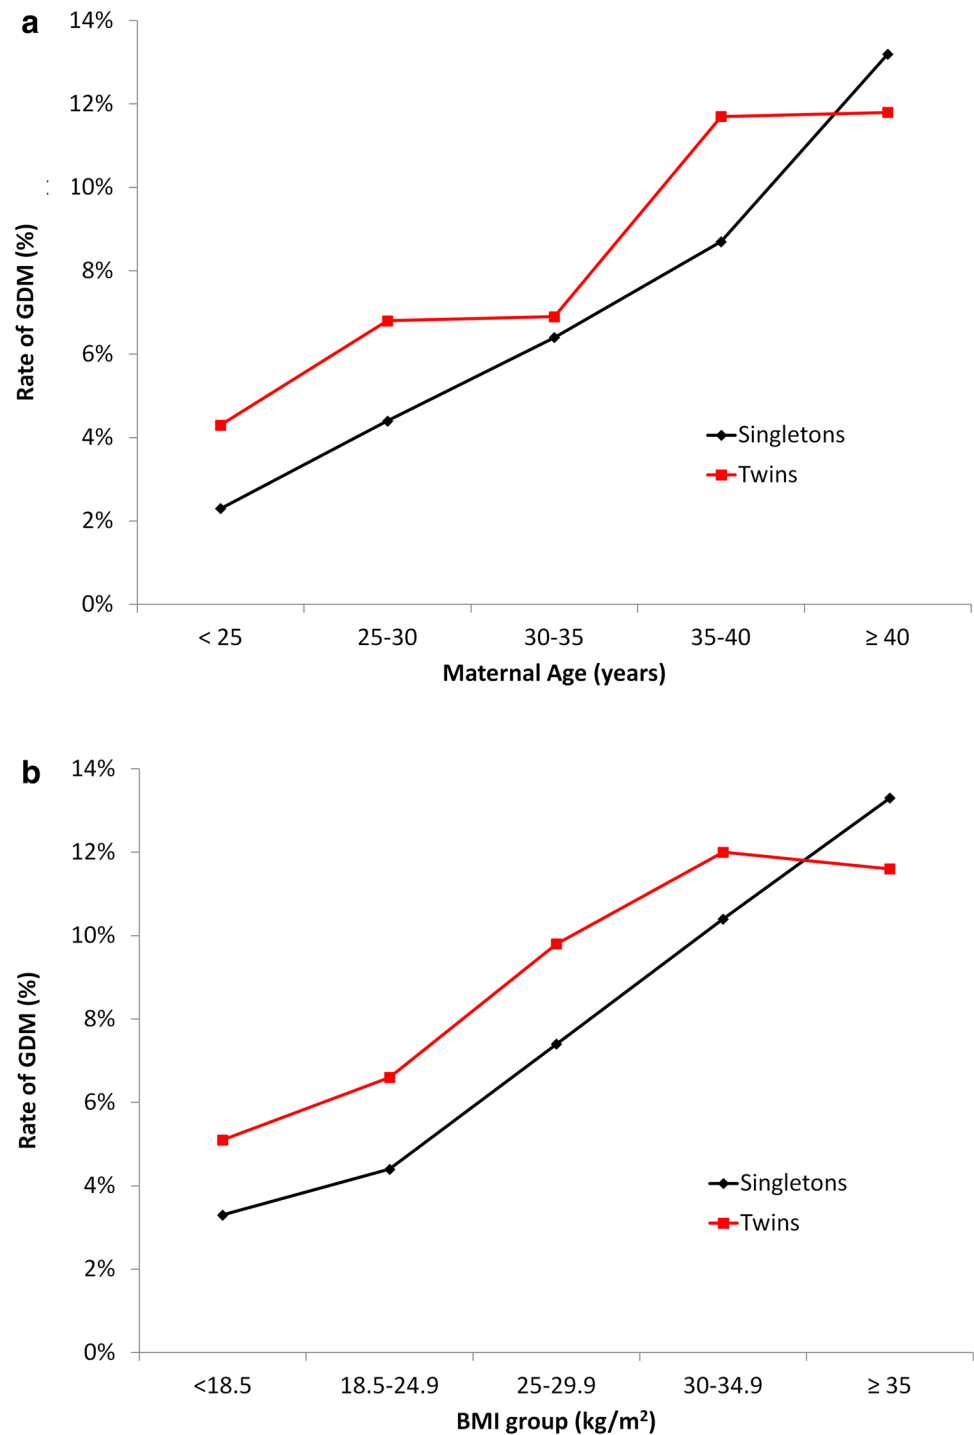 a
14%
12%
10%
8%
6%
4%
2%
0%
Rate of GDM (%)
Singletons
Twins
< 25 25-30 30-35 35-40 ≥ 40
Maternal Age (years)
b
14%
12%
10%
8%
6%
4%
2%
0%
Rate of GDM (%)
Singletons
Twins
<18.5 18.5-24.9 25-29.9 30-34.9 ≥ 35
BMI group (kg/m²)